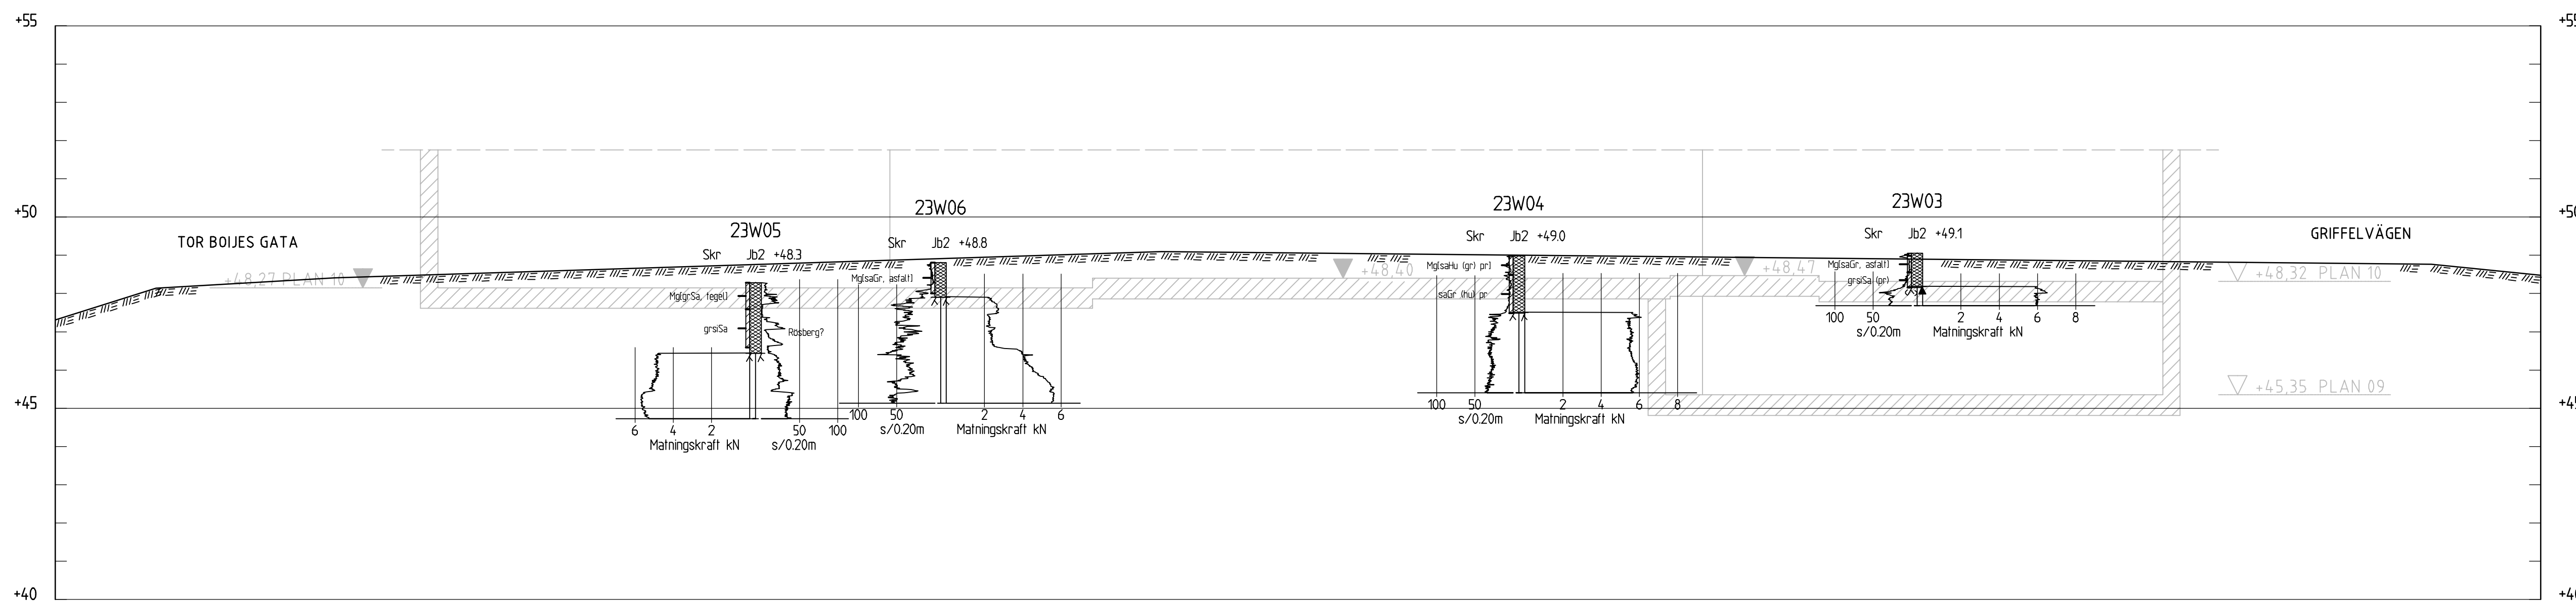 +55
+55
+50
+50
+45
+45
+40
+40
TOR BOIJES GATA
+48,27 PLAN 10
23W05
Skr Jb2 +48.3
Mg[grSa, tegel]
grsiSa
Rösberg?
6 4 2 50 100
Matningskraft kN s/0.20m
23W06
Skr Jb2 +48.8
Mg[saGr, asfalt]
100 50 2 4 6
s/0.20m Matningskraft kN
+48,40
23W04
Skr Jb2 +49.0
Mg[saHu (gr) pr]
saGr (hu) pr
100 50 2 4 6 8
s/0.20m Matningskraft kN
+48,47
23W03
Skr Jb2 +49.1
Mg[saGr, asfalt]
grsiSa (pr)
100 50 2 4 6 8
s/0.20m Matningskraft kN
GRIFFELVÄGEN
+48,32 PLAN 10
+45,35 PLAN 09